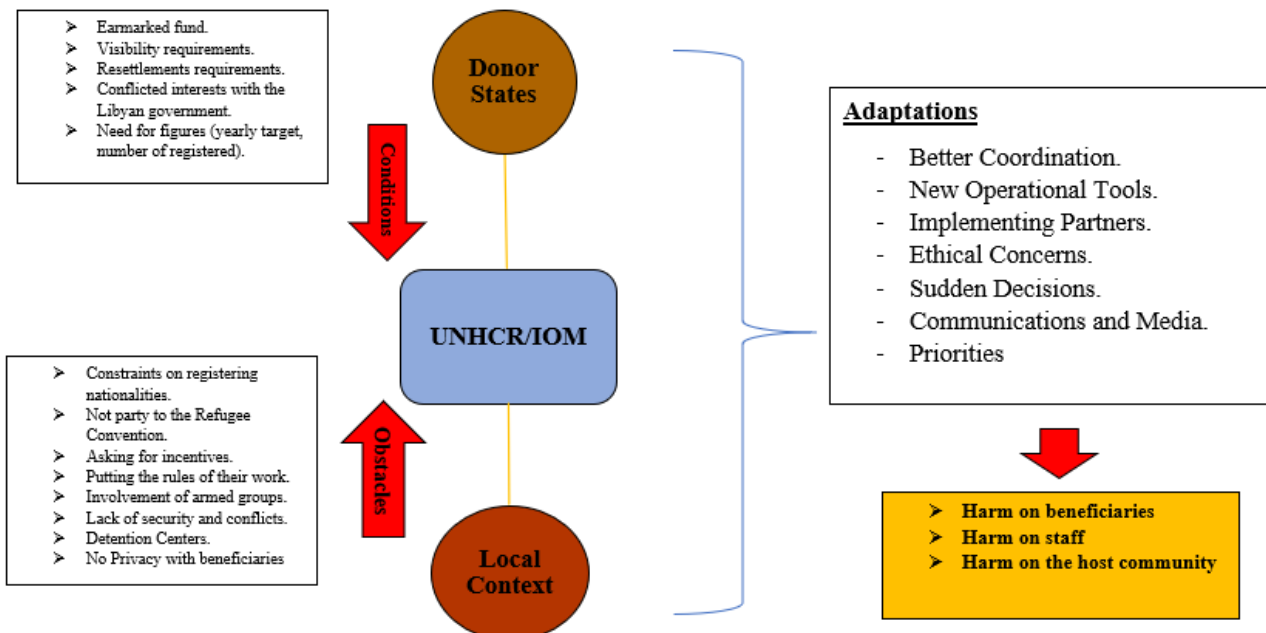 ➤ Earmarked fund.
➤ Visibility requirements.
➤ Resettlements requirements.
➤ Conflicted interests with the
Libyan government.
➤ Need for figures (yearly target,
number of registered).
Donor
States
Conditions
UNHCR/IOM
➤ Constraints on registering
nationalities.
➤ Not party to the Refugee
Convention.
➤ Asking for incentives.
➤ Putting the rules of their work.
➤ Involvement of armed groups.
➤ Lack of security and conflicts.
➤ Detention Centers.
➤ No Privacy with beneficiaries
Obstacles
Local
Context
Adaptations
- Better Coordination.
- New Operational Tools.
- Implementing Partners.
- Ethical Concerns.
- Sudden Decisions.
- Communications and Media.
- Priorities
➤ Harm on beneficiaries
➤ Harm on staff
➤ Harm on the host community